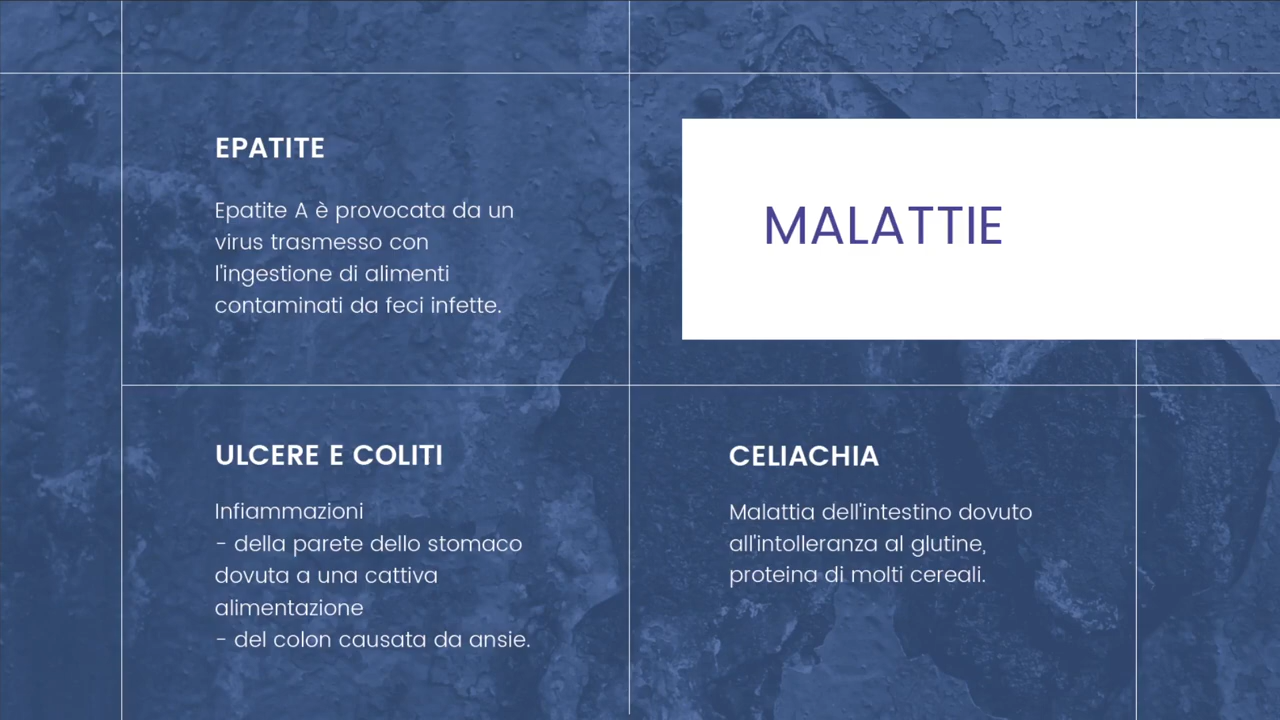 MALATTIE
EPATITE
Epatite A è provocata da un
virus trasmesso con
l'ingestione di alimenti
contaminati da feci infette.
ULCERE E COLITI
Infiammazioni
- della parete dello stomaco
dovuta a una cattiva
alimentazione
- del colon causata da ansie.
CELIACHIA
Malattia dell'intestino dovuto
all'intolleranza al glutine,
proteina di molti cereali.